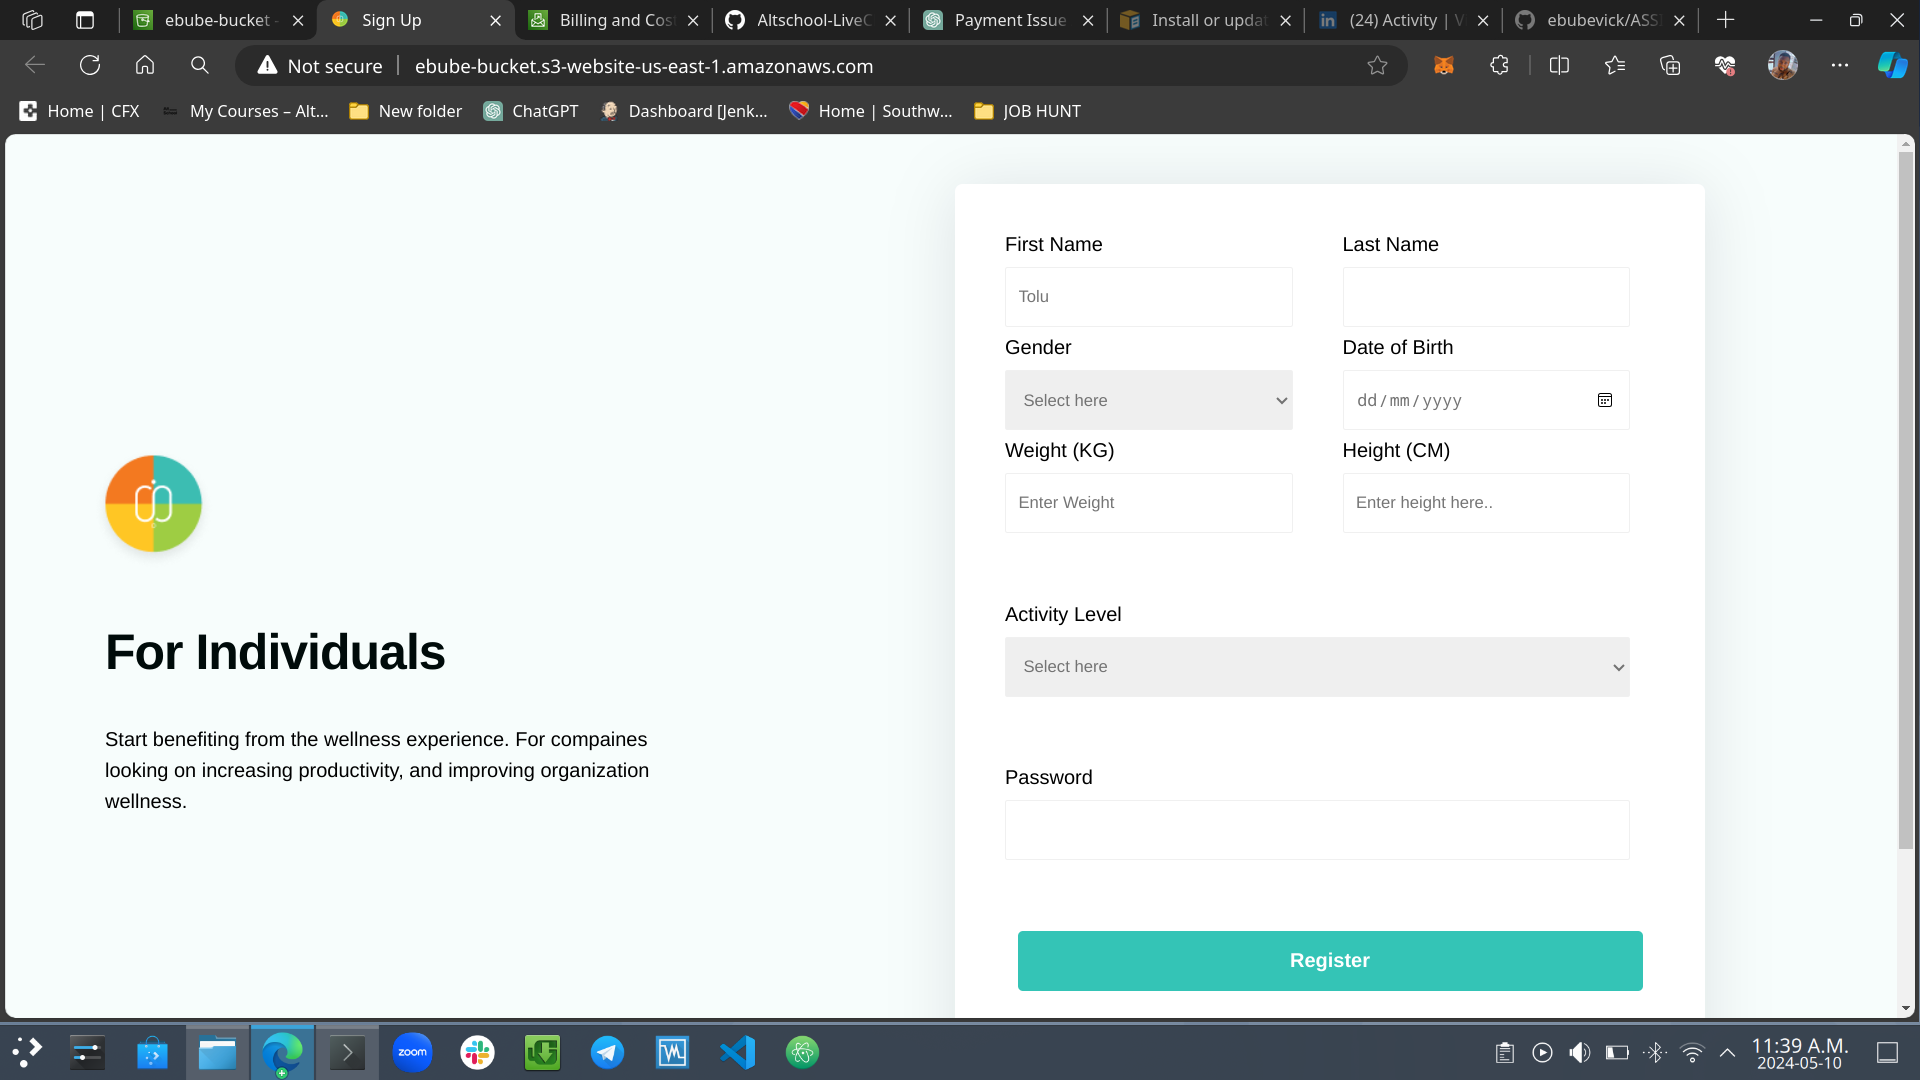 ebube-bucket -
Sign Up
Billing and Cost
Altschool-LiveC
Payment Issue
Install or updat
(24) Activity | V
ebubevick/ASS
Not secure
ebube-bucket.s3-website-us-east-1.amazonaws.com
Home | CFX
My Courses – Alt...
New folder
ChatGPT
Dashboard [Jenk...
Home | Southw...
JOB HUNT
For Individuals
Start benefiting from the wellness experience. For compaines
looking on increasing productivity, and improving organization
wellness.
First Name
Last Name
Tolu
Gender
Date of Birth
Select here
dd/mm/yyyy
Weight (KG)
Height (CM)
Enter Weight
Enter height here..
Activity Level
Select here
Password
Register
zoom
11:39 A.M.
2024-05-10